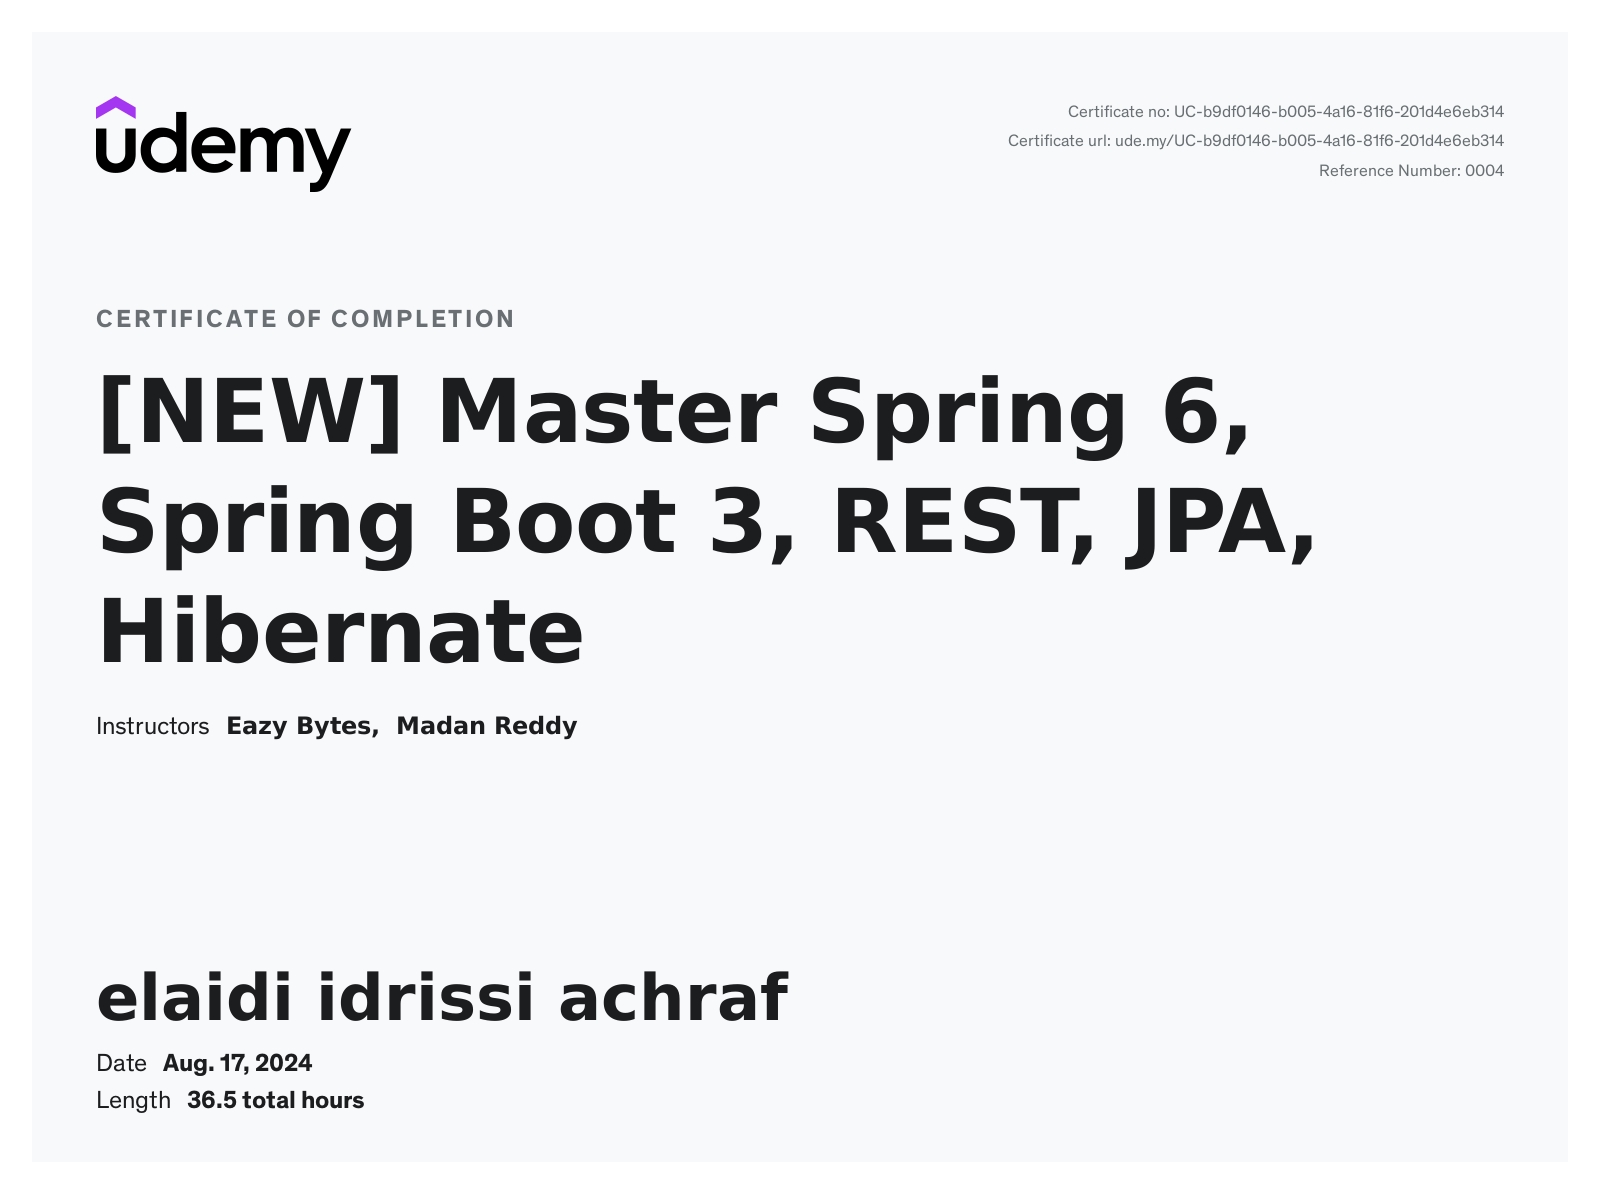 udemy
Certificate no: UC-b9df0146-b005-4a16-81f6-201d4e6eb314
Certificate url: ude.my/UC-b9df0146-b005-4a16-81f6-201d4e6eb314
Reference Number: 0004
CERTIFICATE OF COMPLETION
[NEW] Master Spring 6,
Spring Boot 3, REST, JPA,
Hibernate
Instructors Eazy Bytes, Madan Reddy
elaidi idrissi achraf
Date Aug. 17, 2024
Length 36.5 total hours